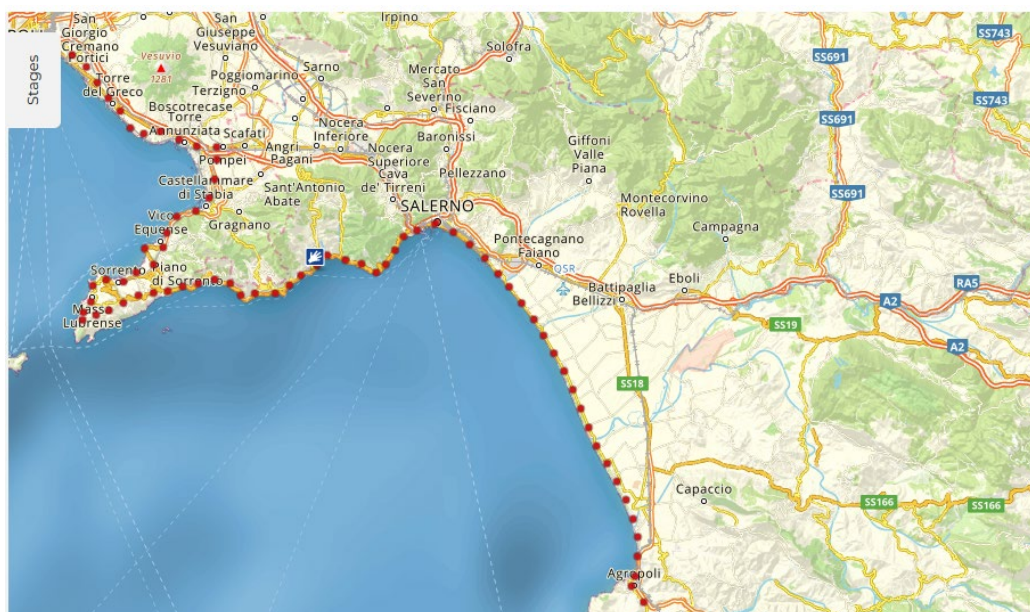 San
Giorgio
Cremano
Portici
San
Giuseppe
Vesuviano
Irpino
Solofra
SS691
SS743
Stages
Vesuvio
1281
Poggiomarino
Terzigno
Sarno
Mercato
San
Severino
Fisciano
SS691
SS743
Torre
del Greco
Boscotrecase
Torre
Annunziata
Scafati
Nocera
Inferiore
Baronissi
SS691
Pompei
Angri
Pagani
Nocera
Superiore
Cava
de' Tirreni
Pellezzano
Giffoni
Valle
Piana
Castellammare
di Stabia
Sant'Antonio
Abate
SS691
Gragnano
SALERNO
Montecorvino
Rovella
Campagna
Vico
Equense
Pontecagnano
Faiano
QSR
Sorrento
Piano
di Sorrento
Battipaglia
Bellizzi
Eboli
RA5
A2
Massa
Lubrense
SS19
A2
SS18
Capaccio
SS166
SS166
Agropoli